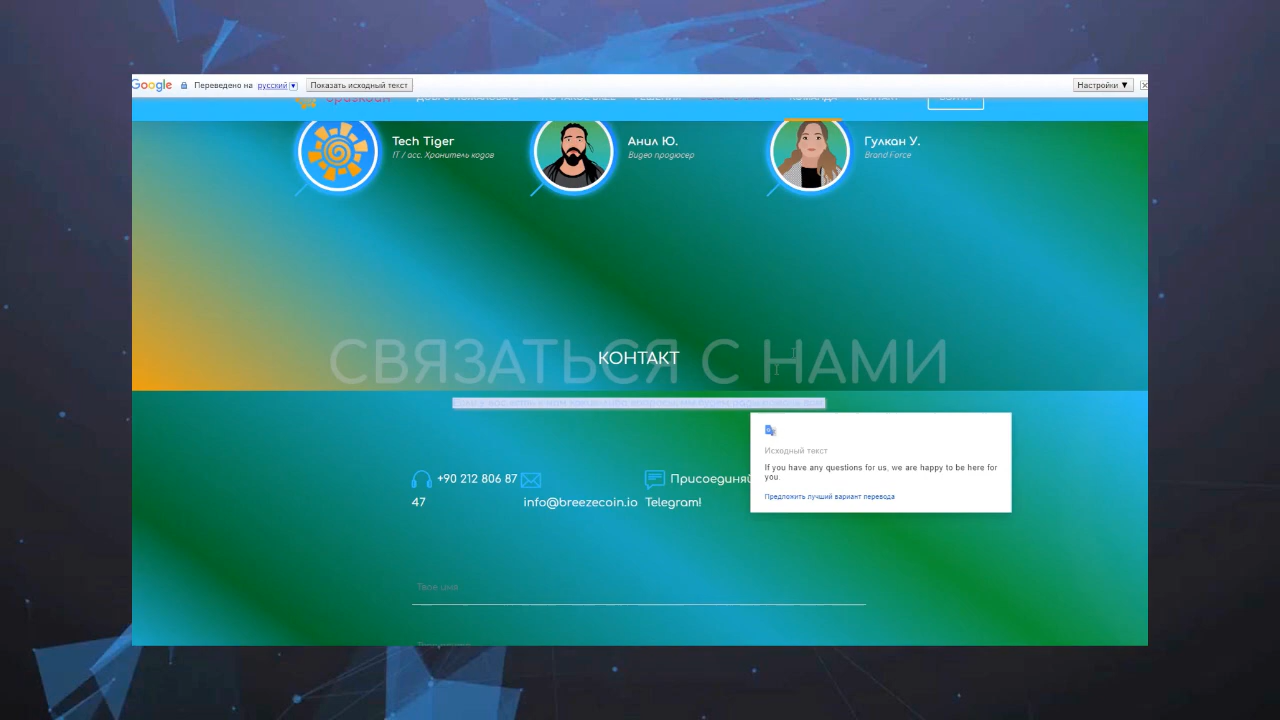 Google Переведено на русский Показать исходный текст Настройки ▼
Tech Tiger
IT / асс. Хранитель кодов
Анил Ю.
Видео продюсер
Гулкан У.
Brand Force
СВЯЗАТЬСЯ С НАМИ
КОНТАКТ
Исходный текст
If you have any questions for us, we are happy to be here for
you.
Предложить лучший вариант перевода
+90 212 806 87
47
info@breezecoin.io
Telegram!
Твое имя